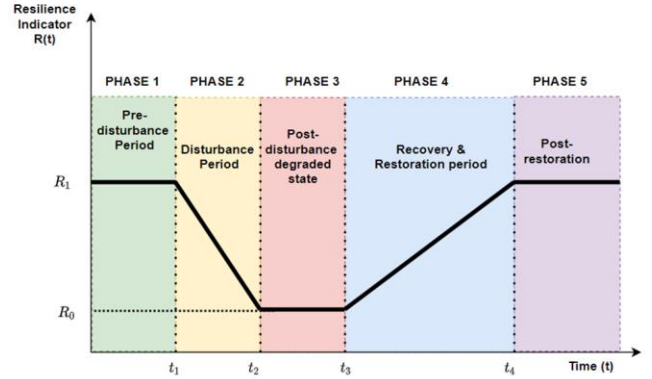 Resilience
Indicator
R(t)
PHASE 1
PHASE 2
PHASE 3
PHASE 4
PHASE 5
Pre-
disturbance
Period
Disturbance
Period
Post-
disturbance
degraded
state
Recovery &
Restoration period
Post-
restoration
R₁
R₀
t₁
t₂
t₃
t₄
Time (t)